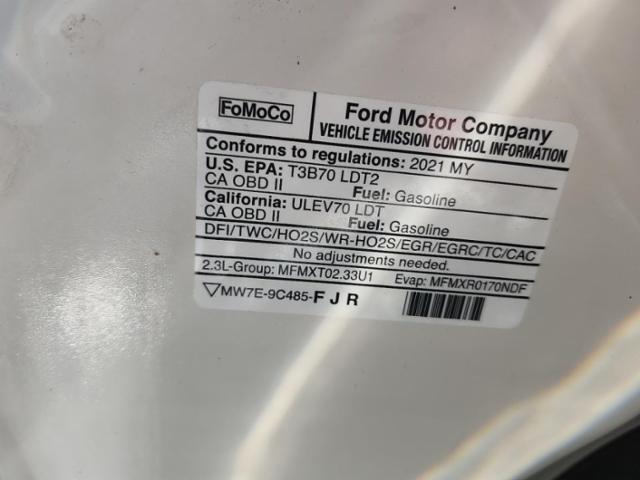 FoMoCo
Ford Motor Company
VEHICLE EMISSION CONTROL INFORMATION
Conforms to regulations: 2021 MY
U.S. EPA: T3B70 LDT2
CA OBD II Fuel: Gasoline
California: ULEV70 LDT
CA OBD II Fuel: Gasoline
DFI/TWC/HO2S/WR-HO2S/EGR/EGRC/TC/CAC
No adjustments needed.
2.3L-Group: MFMXT02.33U1 Evap: MFMXR0170NDF
MW7E-9C485-F J R